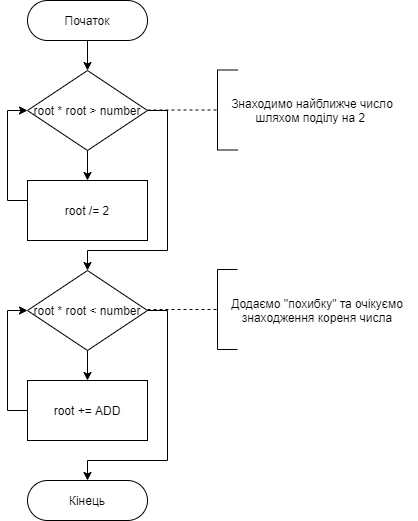 Початок
root * root > number
Знаходимо найближче число
шляхом поділу на 2
root /= 2
root * root < number
Додаємо "похибку" та очікуємо
знаходження кореня числа
root += ADD
Кінець